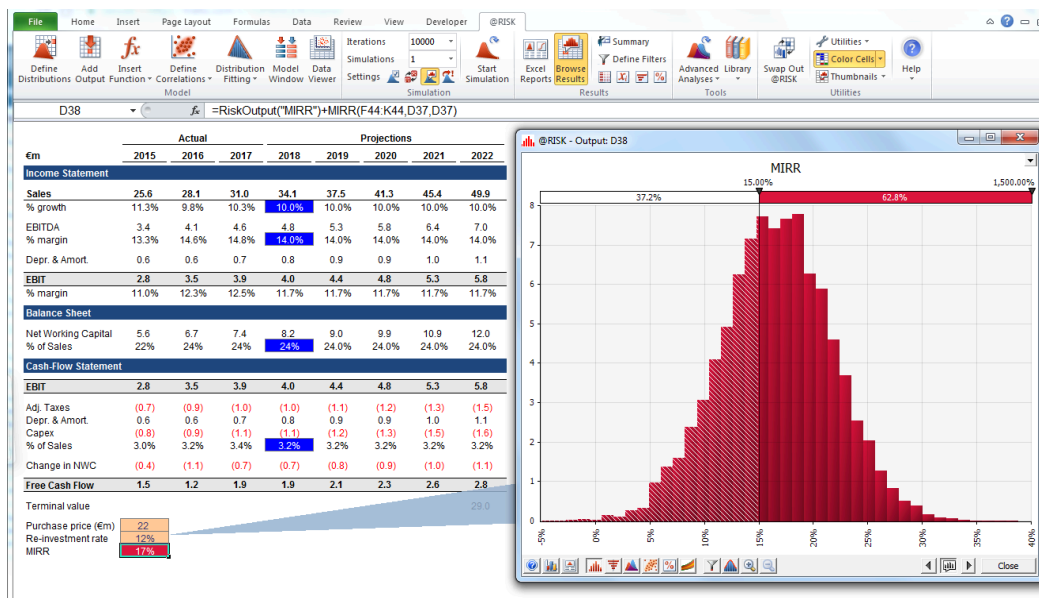 File Home Insert Page Layout Formulas Data Review View Developer @RISK
Define Distributions
Add Output
Insert Function
Define Correlations
Distribution Fitting
Model Window
Data Viewer
Model
Iterations 10000
Simulations 1
Settings
Start Simulation
Simulation
Excel Reports
Browse Results
Summary
Define Filters
Results
Advanced Analyses
Library
Tools
Swap Out @RISK
Utilities
Color Cells
Thumbnails
Help
Utilities
D38 fx =RiskOutput("MIRR")+MIRR(F44:K44,D37,D37)
Actual Projections
€m 2015 2016 2017 2018 2019 2020 2021 2022
Income Statement
Sales 25.6 28.1 31.0 34.1 37.5 41.3 45.4 49.9
% growth 11.3% 9.8% 10.3% 10.0% 10.0% 10.0% 10.0% 10.0%
EBITDA 3.4 4.1 4.6 4.8 5.3 5.8 6.4 7.0
% margin 13.3% 14.6% 14.8% 14.0% 14.0% 14.0% 14.0% 14.0%
Depr. & Amort. 0.6 0.6 0.7 0.8 0.9 0.9 1.0 1.1
EBIT 2.8 3.5 3.9 4.0 4.4 4.8 5.3 5.8
% margin 11.0% 12.3% 12.5% 11.7% 11.7% 11.7% 11.7% 11.7%
Balance Sheet
Net Working Capital 5.6 6.7 7.4 8.2 9.0 9.9 10.9 12.0
% of Sales 22% 24% 24% 24% 24.0% 24.0% 24.0% 24.0%
Cash-Flow Statement
EBIT 2.8 3.5 3.9 4.0 4.4 4.8 5.3 5.8
Adj. Taxes (0.7) (0.9) (1.0) (1.0) (1.1) (1.2) (1.3) (1.5)
Depr. & Amort. 0.6 0.6 0.7 0.8 0.9 0.9 1.0 1.1
Capex (0.8) (0.9) (1.1) (1.1) (1.2) (1.3) (1.5) (1.6)
% of Sales 3.0% 3.2% 3.4% 3.2% 3.2% 3.2% 3.2% 3.2%
Change in NWC (0.4) (1.1) (0.7) (0.7) (0.8) (0.9) (1.0) (1.1)
Free Cash Flow 1.5 1.2 1.9 1.9 2.1 2.3 2.6 2.8
Terminal value 29.0
Purchase price (€m) 22
Re-investment rate 12%
MIRR 17%
@RISK - Output: D38
MIRR
15.00% 1,500.00%
37.2% 62.8%
8
7
6
5
4
3
2
1
0
-5% 0% 5% 10% 15% 20% 25% 30% 35% 40%
Close